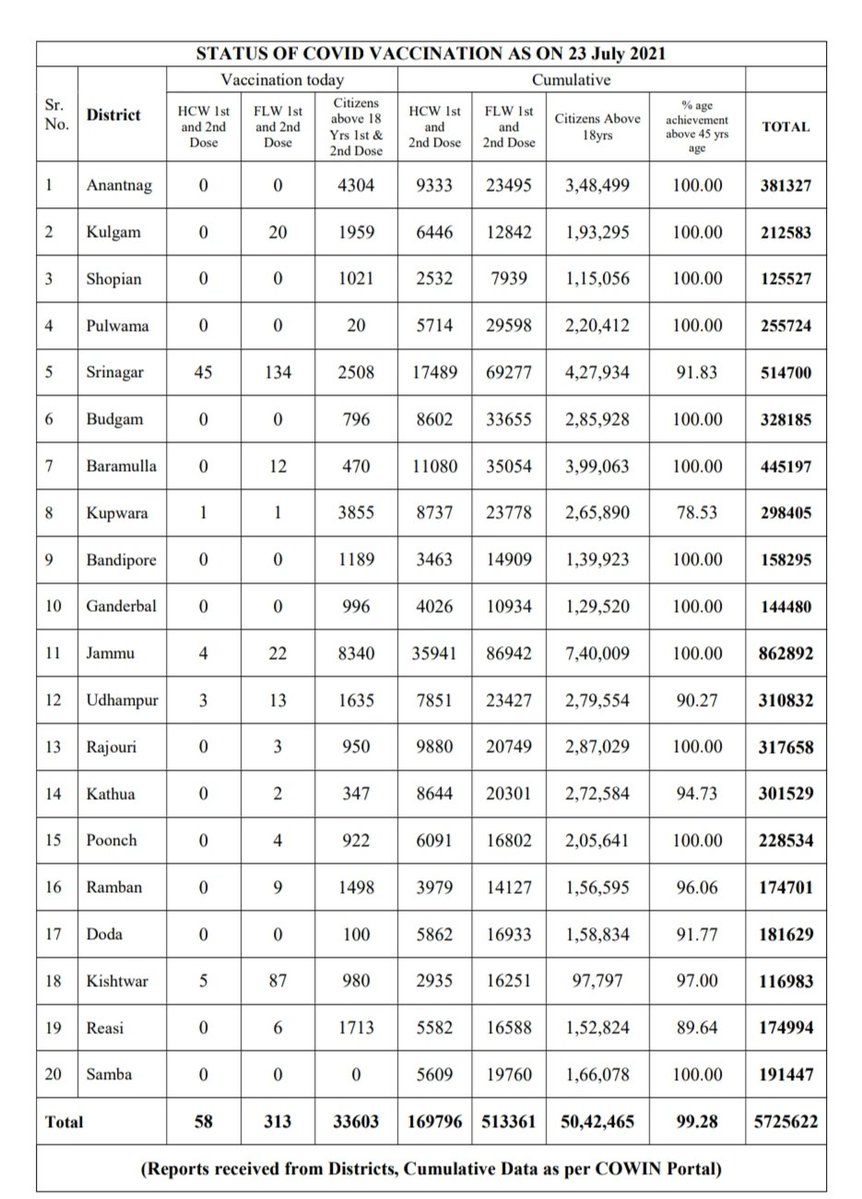 STATUS OF COVID VACCINATION AS ON 23 July 2021
Vaccination today Cumulative
Sr. No. District HCW 1st and 2nd Dose FLW 1st and 2nd Dose Citizens above 18 Yrs 1st & 2nd Dose HCW 1st and 2nd Dose FLW 1st and 2nd Dose Citizens Above 18yrs % age achievement above 45 yrs age TOTAL
1 Anantnag 0 0 4304 9333 23495 3,48,499 100.00 381327
2 Kulgam 0 20 1959 6446 12842 1,93,295 100.00 212583
3 Shopian 0 0 1021 2532 7939 1,15,056 100.00 125527
4 Pulwama 0 0 20 5714 29598 2,20,412 100.00 255724
5 Srinagar 45 134 2508 17489 69277 4,27,934 91.83 514700
6 Budgam 0 0 796 8602 33655 2,85,928 100.00 328185
7 Baramulla 0 12 470 11080 35054 3,99,063 100.00 445197
8 Kupwara 1 1 3855 8737 23778 2,65,890 78.53 298405
9 Bandipore 0 0 1189 3463 14909 1,39,923 100.00 158295
10 Ganderbal 0 0 996 4026 10934 1,29,520 100.00 144480
11 Jammu 4 22 8340 35941 86942 7,40,009 100.00 862892
12 Udhampur 3 13 1635 7851 23427 2,79,554 90.27 310832
13 Rajouri 0 3 950 9880 20749 2,87,029 100.00 317658
14 Kathua 0 2 347 8644 20301 2,72,584 94.73 301529
15 Poonch 0 4 922 6091 16802 2,05,641 100.00 228534
16 Ramban 0 9 1498 3979 14127 1,56,595 96.06 174701
17 Doda 0 0 100 5862 16933 1,58,834 91.77 181629
18 Kishtwar 5 87 980 2935 16251 97,797 97.00 116983
19 Reasi 0 6 1713 5582 16588 1,52,824 89.64 174994
20 Samba 0 0 0 5609 19760 1,66,078 100.00 191447
Total 58 313 33603 169796 513361 50,42,465 99.28 5725622
(Reports received from Districts, Cumulative Data as per COWIN Portal)